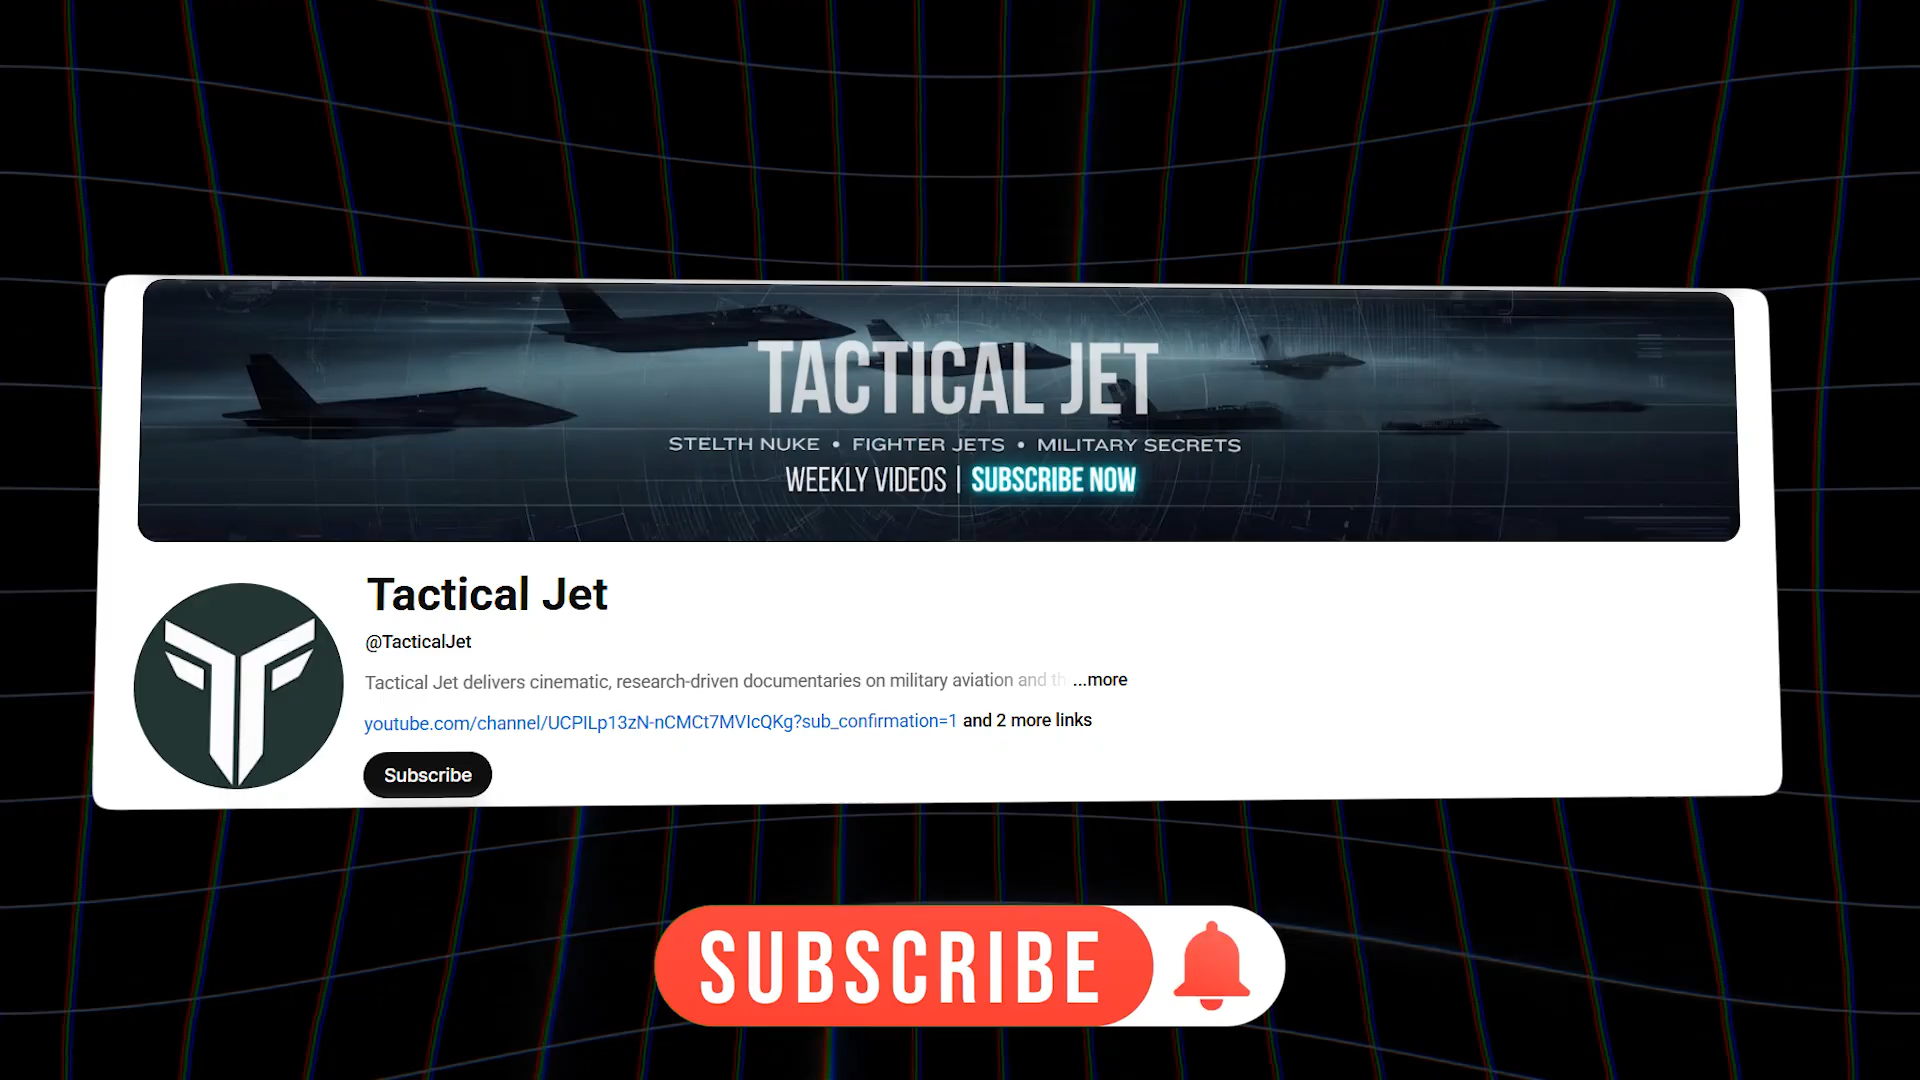 TACTICAL JET
STELTH NUKE • FIGHTER JETS • MILITARY SECRETS
WEEKLY VIDEOS | SUBSCRIBE NOW
Tactical Jet
@TacticalJet
Tactical Jet delivers cinematic, research-driven documentaries on military aviation and th ...more
youtube.com/channel/UCPILp13zN-nCMCt7MVIcQKg?sub_confirmation=1 and 2 more links
Subscribe
SUBSCRIBE